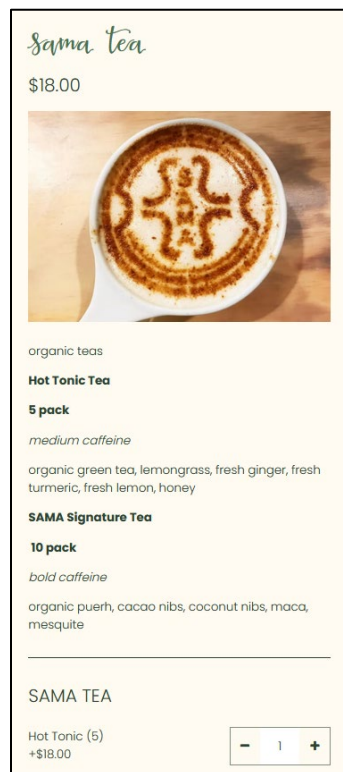 sama tea
$18.00
SAMA
organic teas
Hot Tonic Tea
5 pack
medium caffeine
organic green tea, lemongrass, fresh ginger, fresh
turmeric, fresh lemon, honey
SAMA Signature Tea
10 pack
bold caffeine
organic puerh, cacao nibs, coconut nibs, maca,
mesquite
SAMA TEA
Hot Tonic (5)
+$18.00
− 1 +